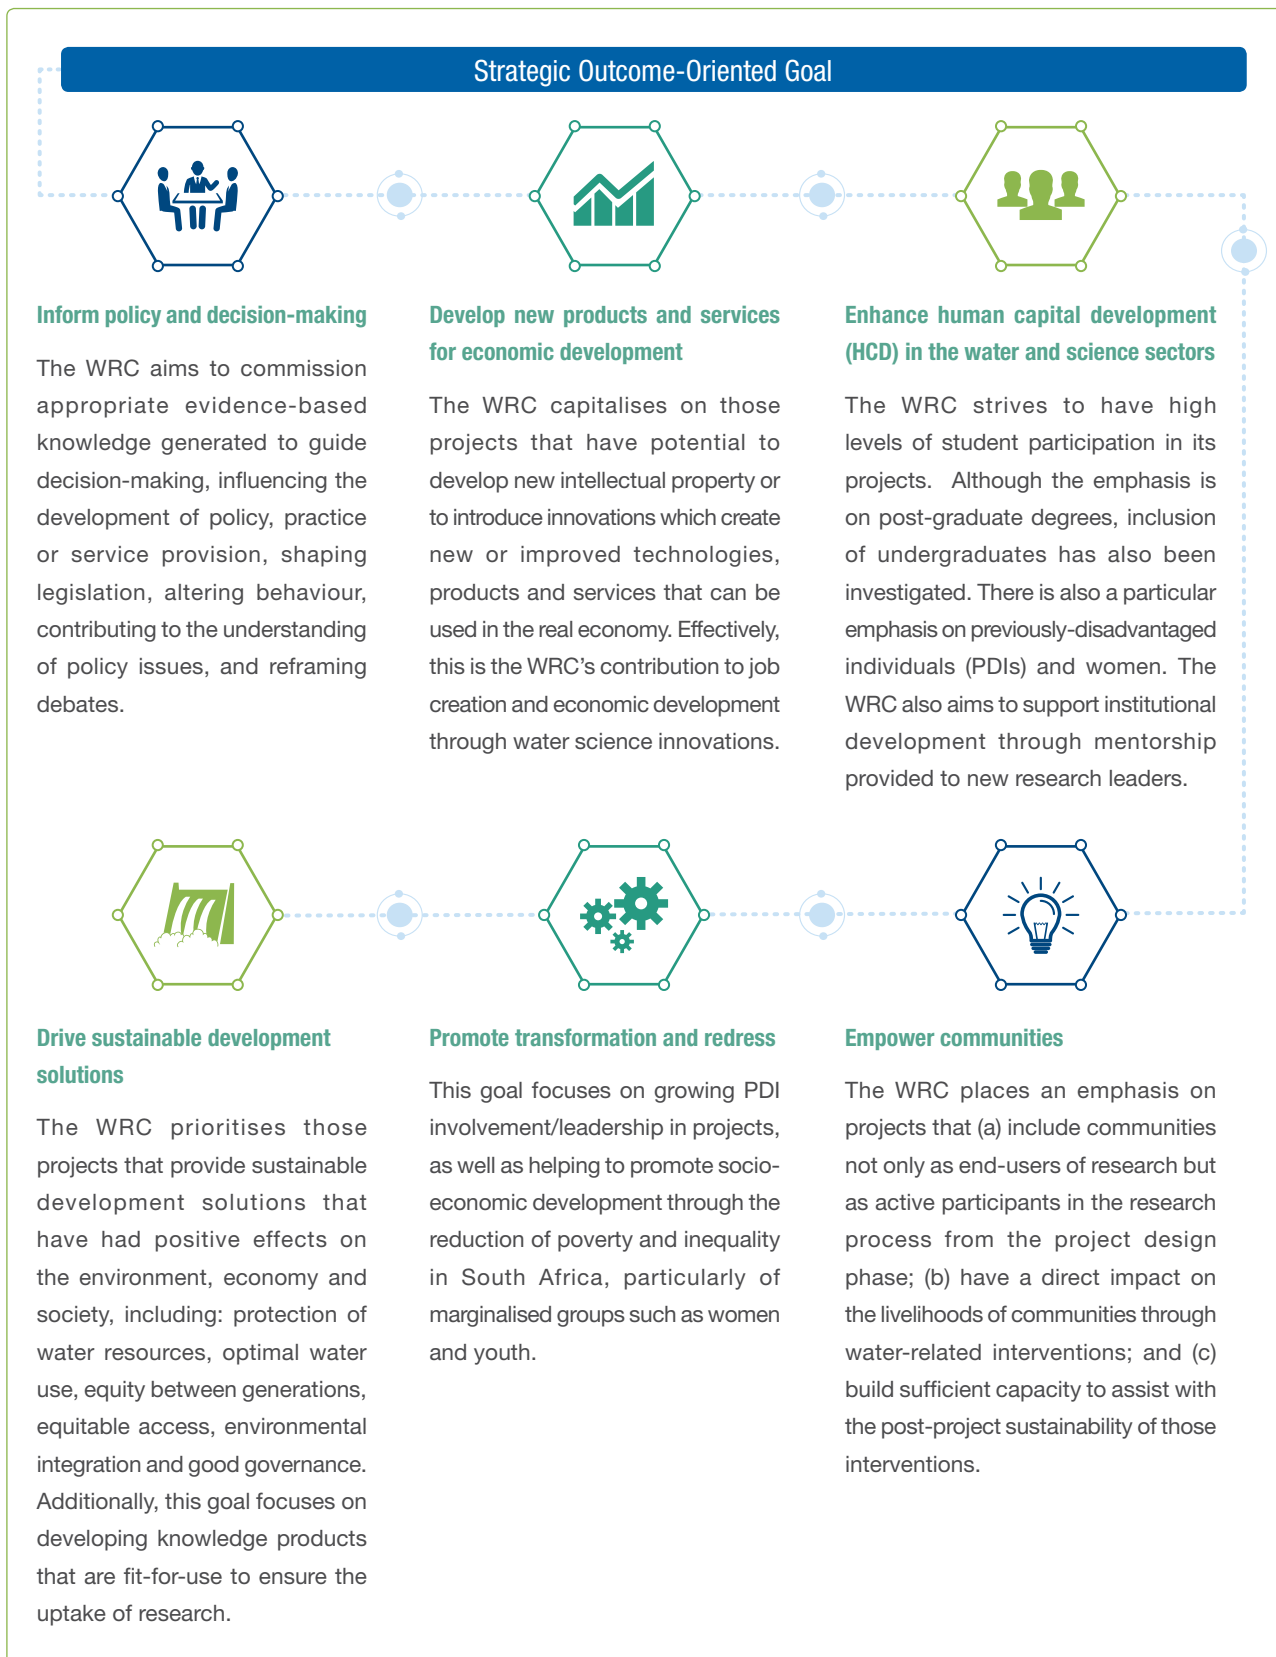 Strategic Outcome-Oriented Goal
Inform policy and decision-making
The WRC aims to commission
appropriate evidence-based
knowledge generated to guide
decision-making, influencing the
development of policy, practice
or service provision, shaping
legislation, altering behaviour,
contributing to the understanding
of policy issues, and reframing
debates.
Develop new products and services
for economic development
The WRC capitalises on those
projects that have potential to
develop new intellectual property or
to introduce innovations which create
new or improved technologies,
products and services that can be
used in the real economy. Effectively,
this is the WRC’s contribution to job
creation and economic development
through water science innovations.
Enhance human capital development
(HCD) in the water and science sectors
The WRC strives to have high
levels of student participation in its
projects. Although the emphasis is
on post-graduate degrees, inclusion
of undergraduates has also been
investigated. There is also a particular
emphasis on previously-disadvantaged
individuals (PDIs) and women. The
WRC also aims to support institutional
development through mentorship
provided to new research leaders.
Drive sustainable development
solutions
The WRC prioritises those
projects that provide sustainable
development solutions that
have had positive effects on
the environment, economy and
society, including: protection of
water resources, optimal water
use, equity between generations,
equitable access, environmental
integration and good governance.
Additionally, this goal focuses on
developing knowledge products
that are fit-for-use to ensure the
uptake of research.
Promote transformation and redress
This goal focuses on growing PDI
involvement/leadership in projects,
as well as helping to promote socio-
economic development through the
reduction of poverty and inequality
in South Africa, particularly of
marginalised groups such as women
and youth.
Empower communities
The WRC places an emphasis on
projects that (a) include communities
not only as end-users of research but
as active participants in the research
process from the project design
phase; (b) have a direct impact on
the livelihoods of communities through
water-related interventions; and (c)
build sufficient capacity to assist with
the post-project sustainability of those
interventions.